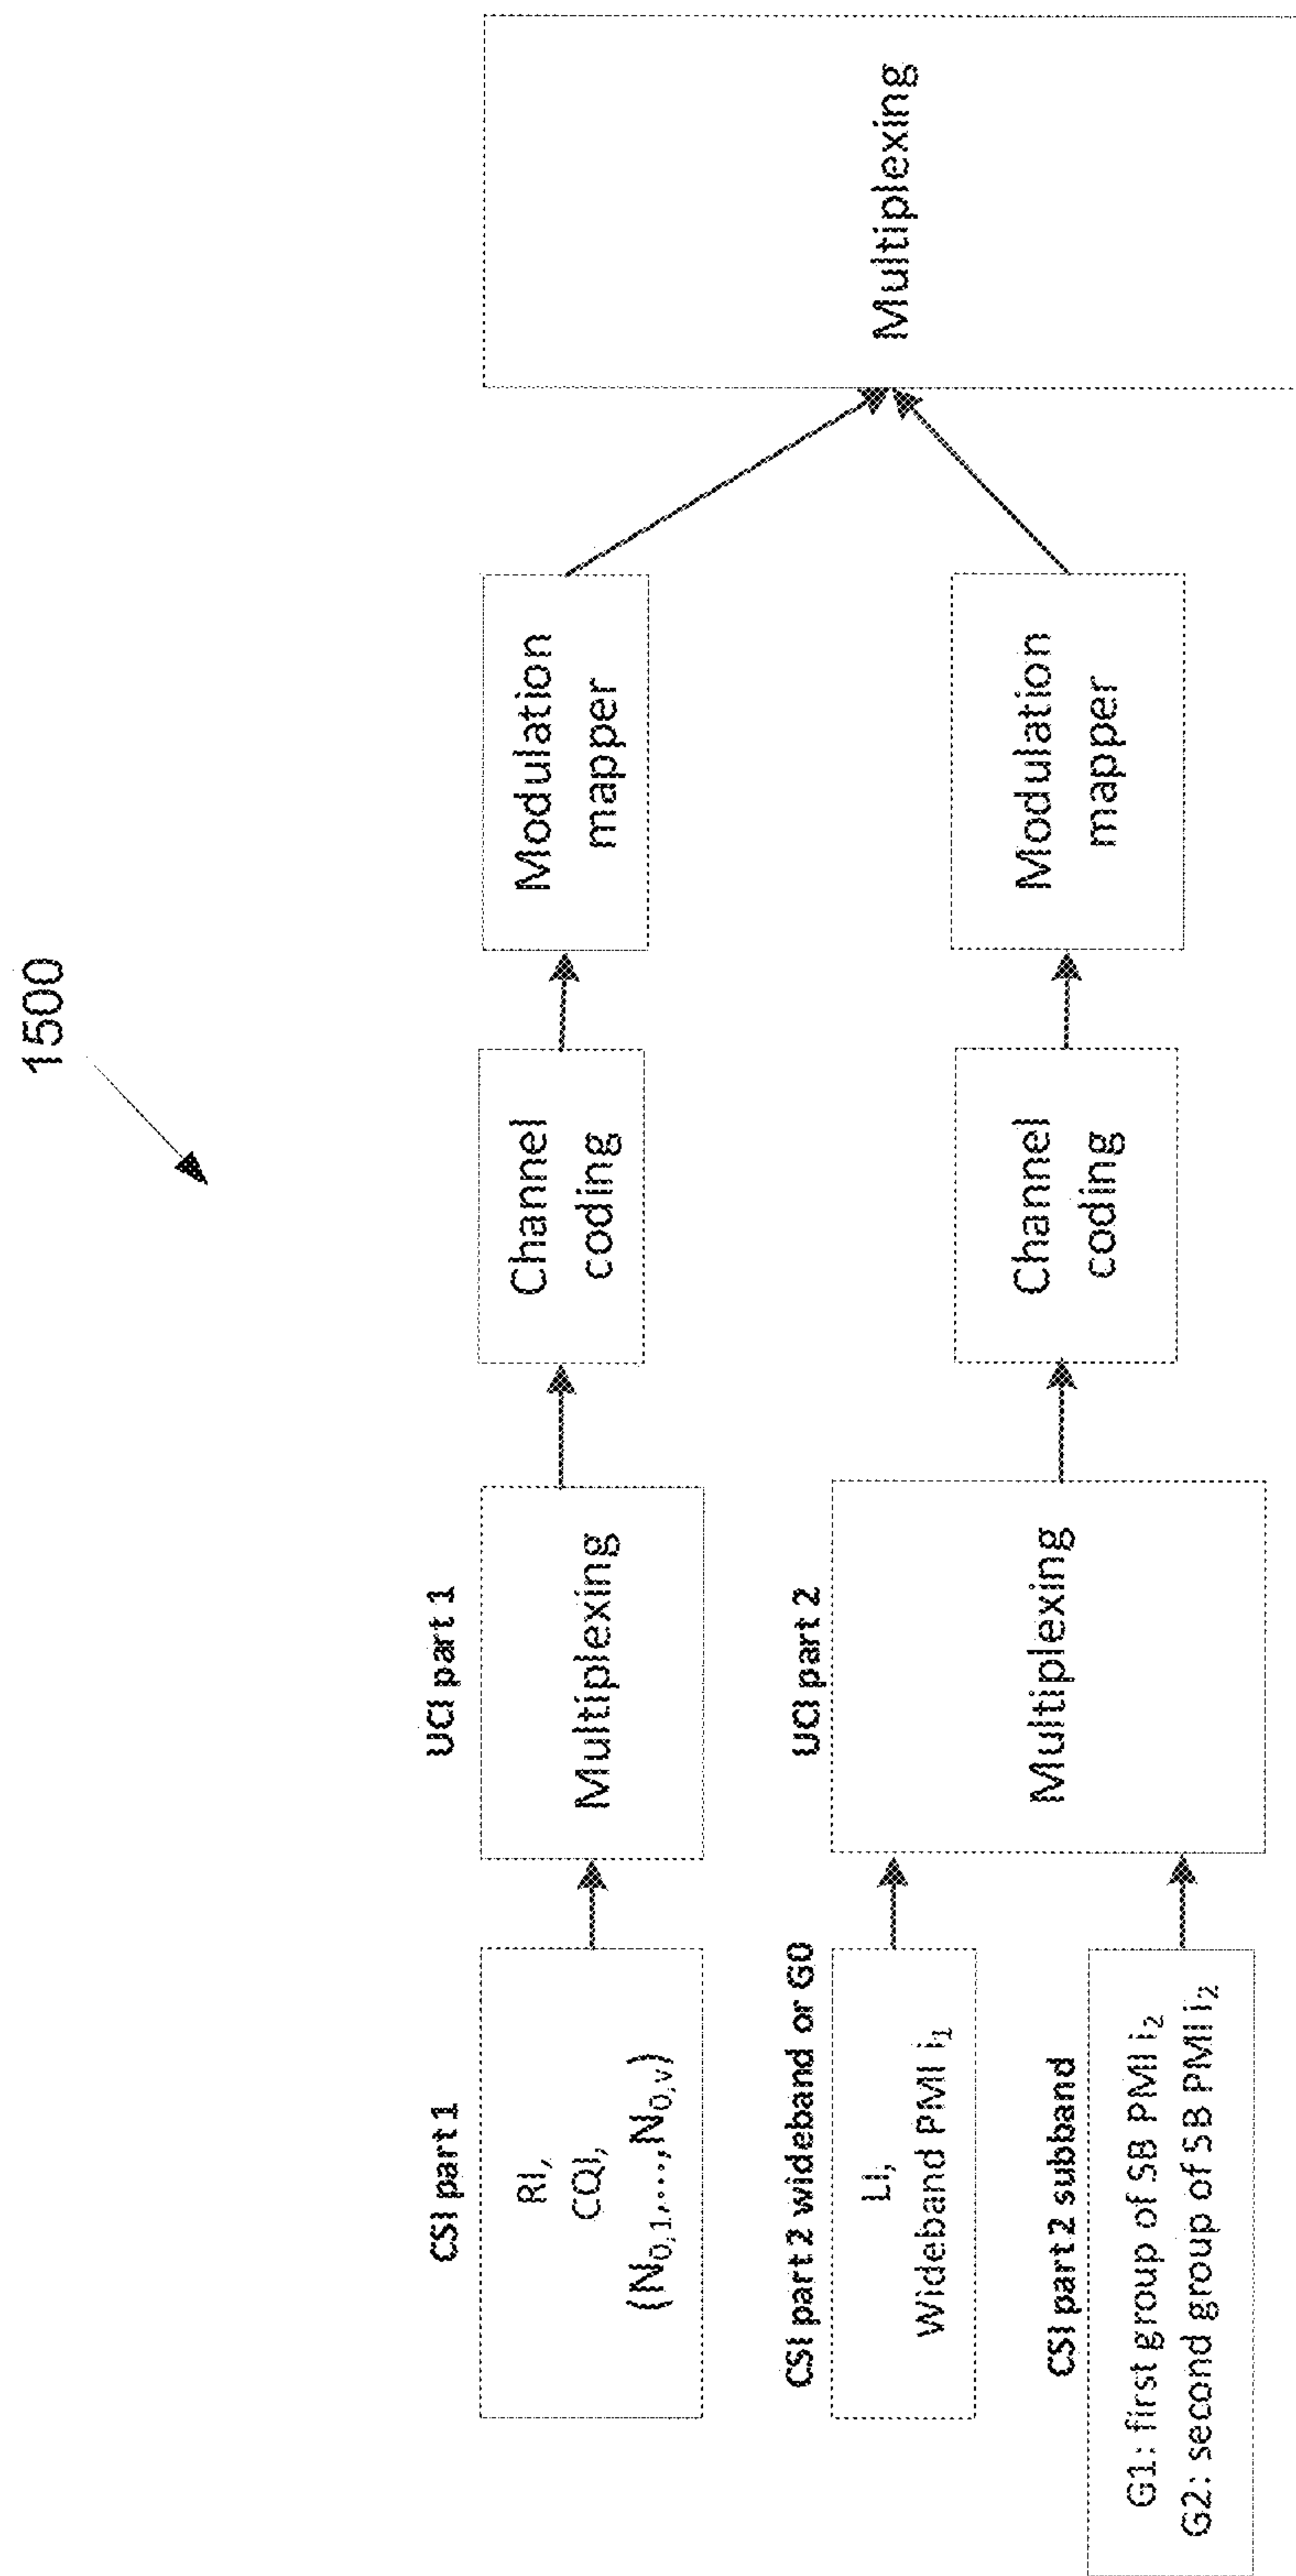 1500
CSI part 1
RI,
CQI,
(N0,1,...,N0,v)
UCI part 1
Multiplexing
Channel
coding
Modulation
mapper
Multiplexing
CSI part 2 wideband or G0
LI,
Wideband PMI i1
CSI part 2 subband
G1: first group of SB PMI i2
G2: second group of SB PMI i2
UCI part 2
Multiplexing
Channel
coding
Modulation
mapper